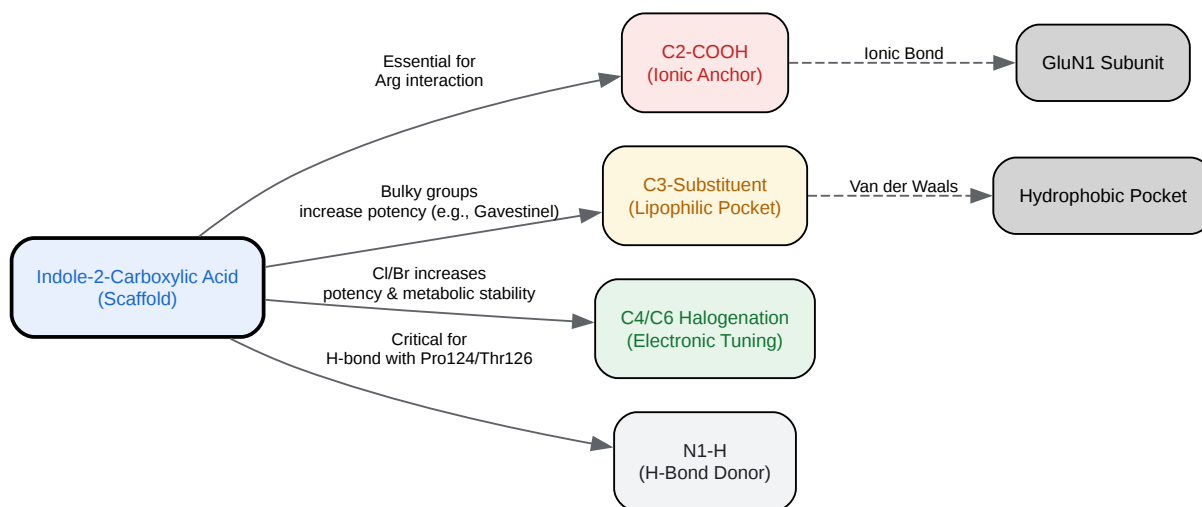 Indole-2-Carboxylic Acid
(Scaffold)
Essential for
Arg interaction
C2-COOH
(Ionic Anchor)
Ionic Bond
GluN1 Subunit
Bulky groups
increase potency (e.g., Gavestinel)
C3-Substituent
(Lipophilic Pocket)
Van der Waals
Hydrophobic Pocket
Cl/Br increases
potency & metabolic stability
C4/C6 Halogenation
(Electronic Tuning)
Critical for
H-bond with Pro124/Thr126
N1-H
(H-Bond Donor)